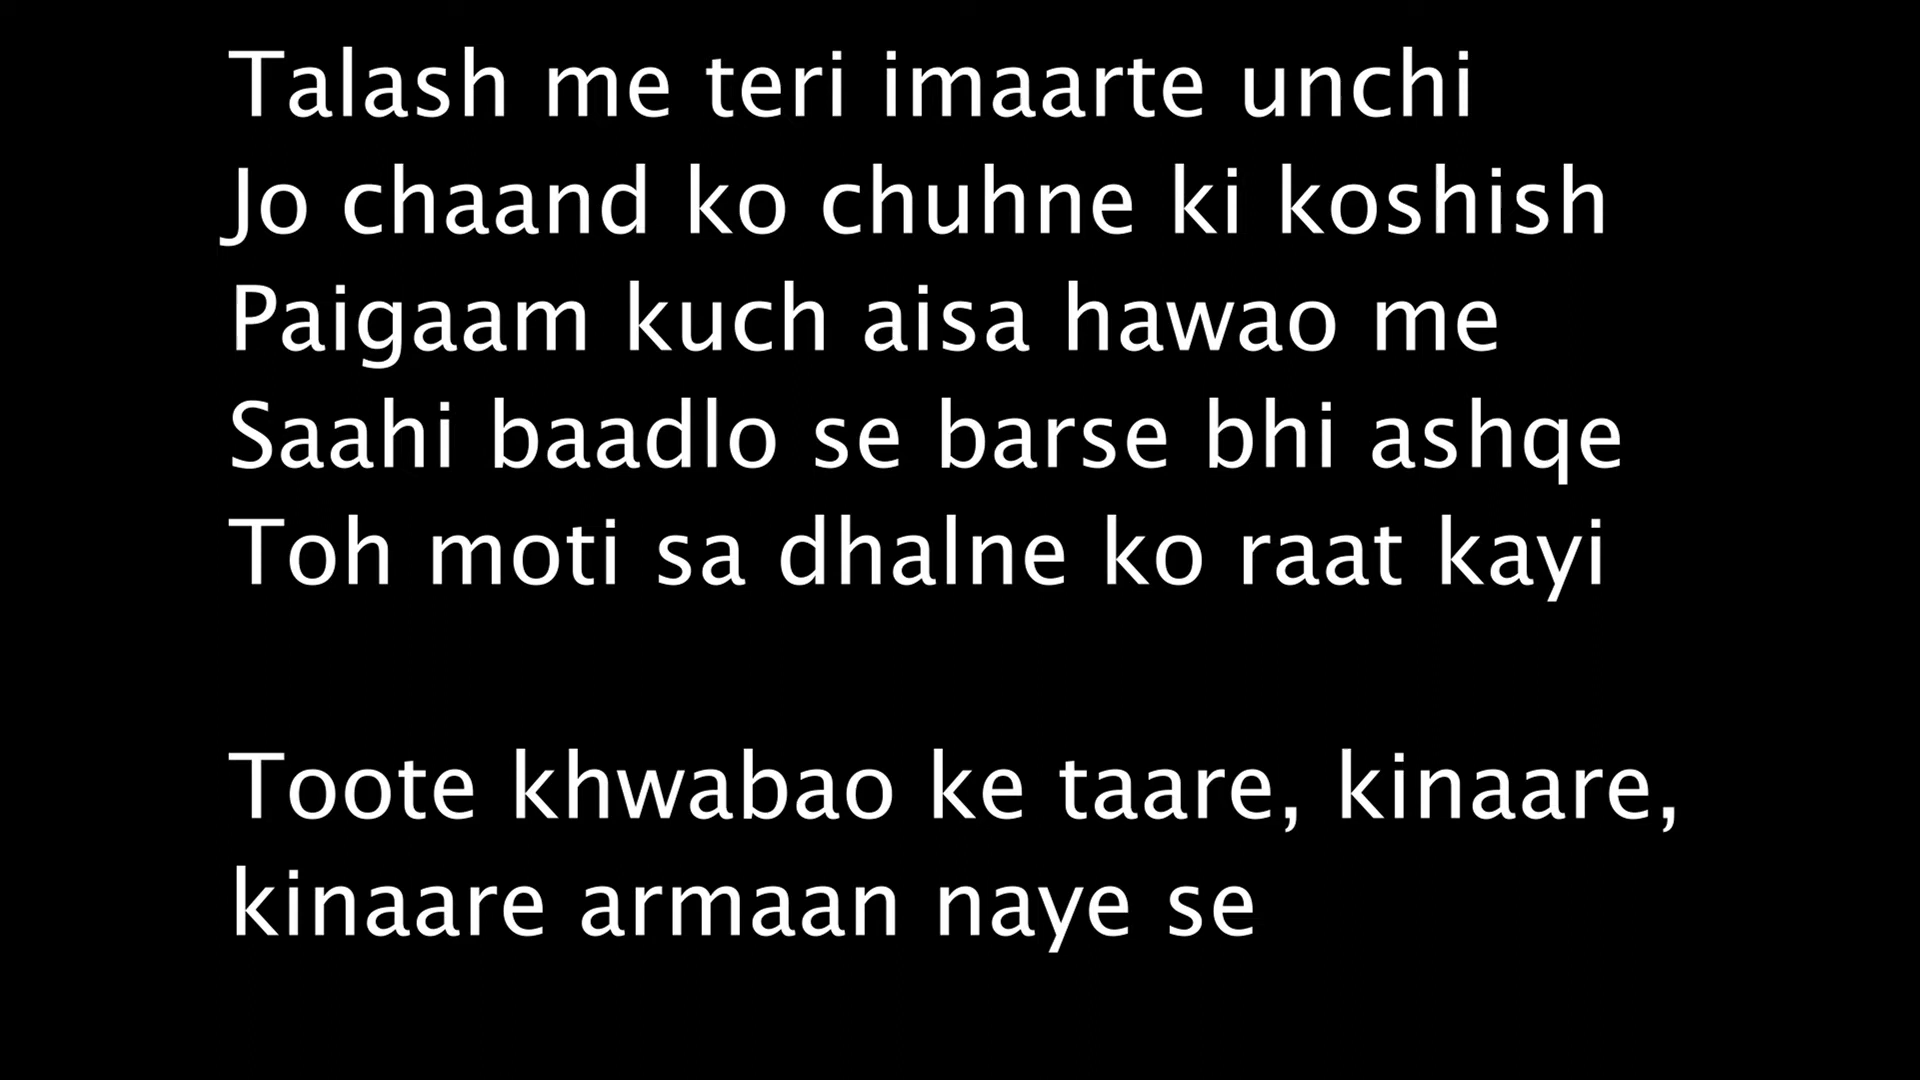 Talash me teri imaarte unchi
Jo chaand ko chuhne ki koshish
Paigaam kuch aisa hawao me
Saahi baadlo se barse bhi ashqe
Toh moti sa dhalne ko raat kayi
Toote khwabao ke taare, kinaare,
kinaare armaan naye se